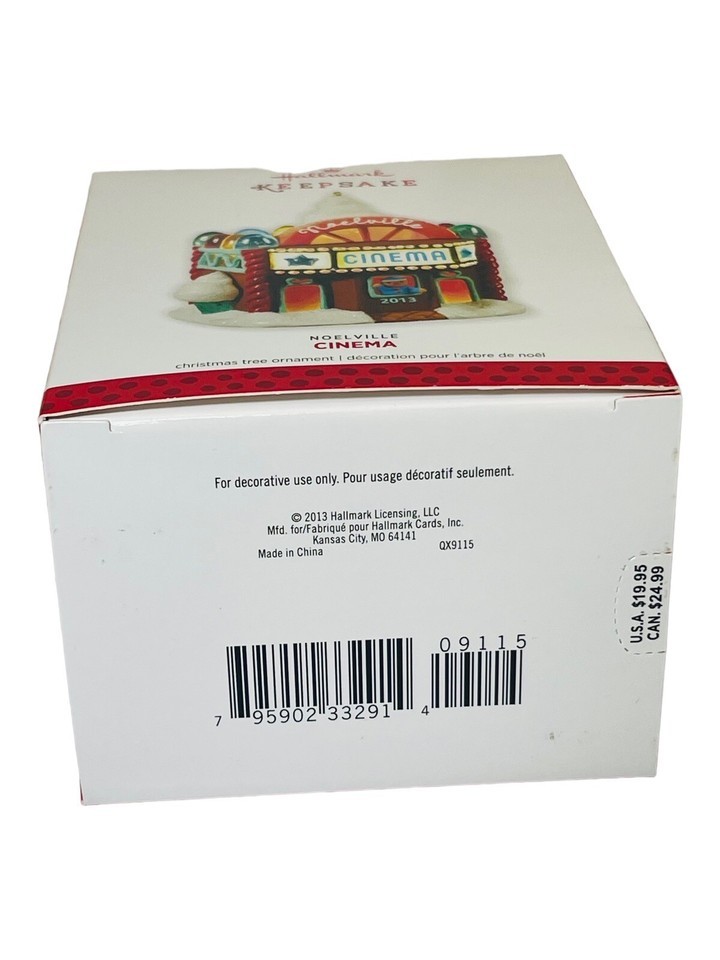 Hallmark
KEEPSAKE
Noelville
CINEMA
2013
NOELVILLE
CINEMA
christmas tree ornament | décoration pour l'arbre de noël
For decorative use only. Pour usage décoratif seulement.
© 2013 Hallmark Licensing, LLC
Mfd. for/Fabriqué pour Hallmark Cards, Inc.
Kansas City, MO 64141
Made in China QX9115
U.S.A. $19.95
CAN. $24.99
09115
7 95902 33291 4